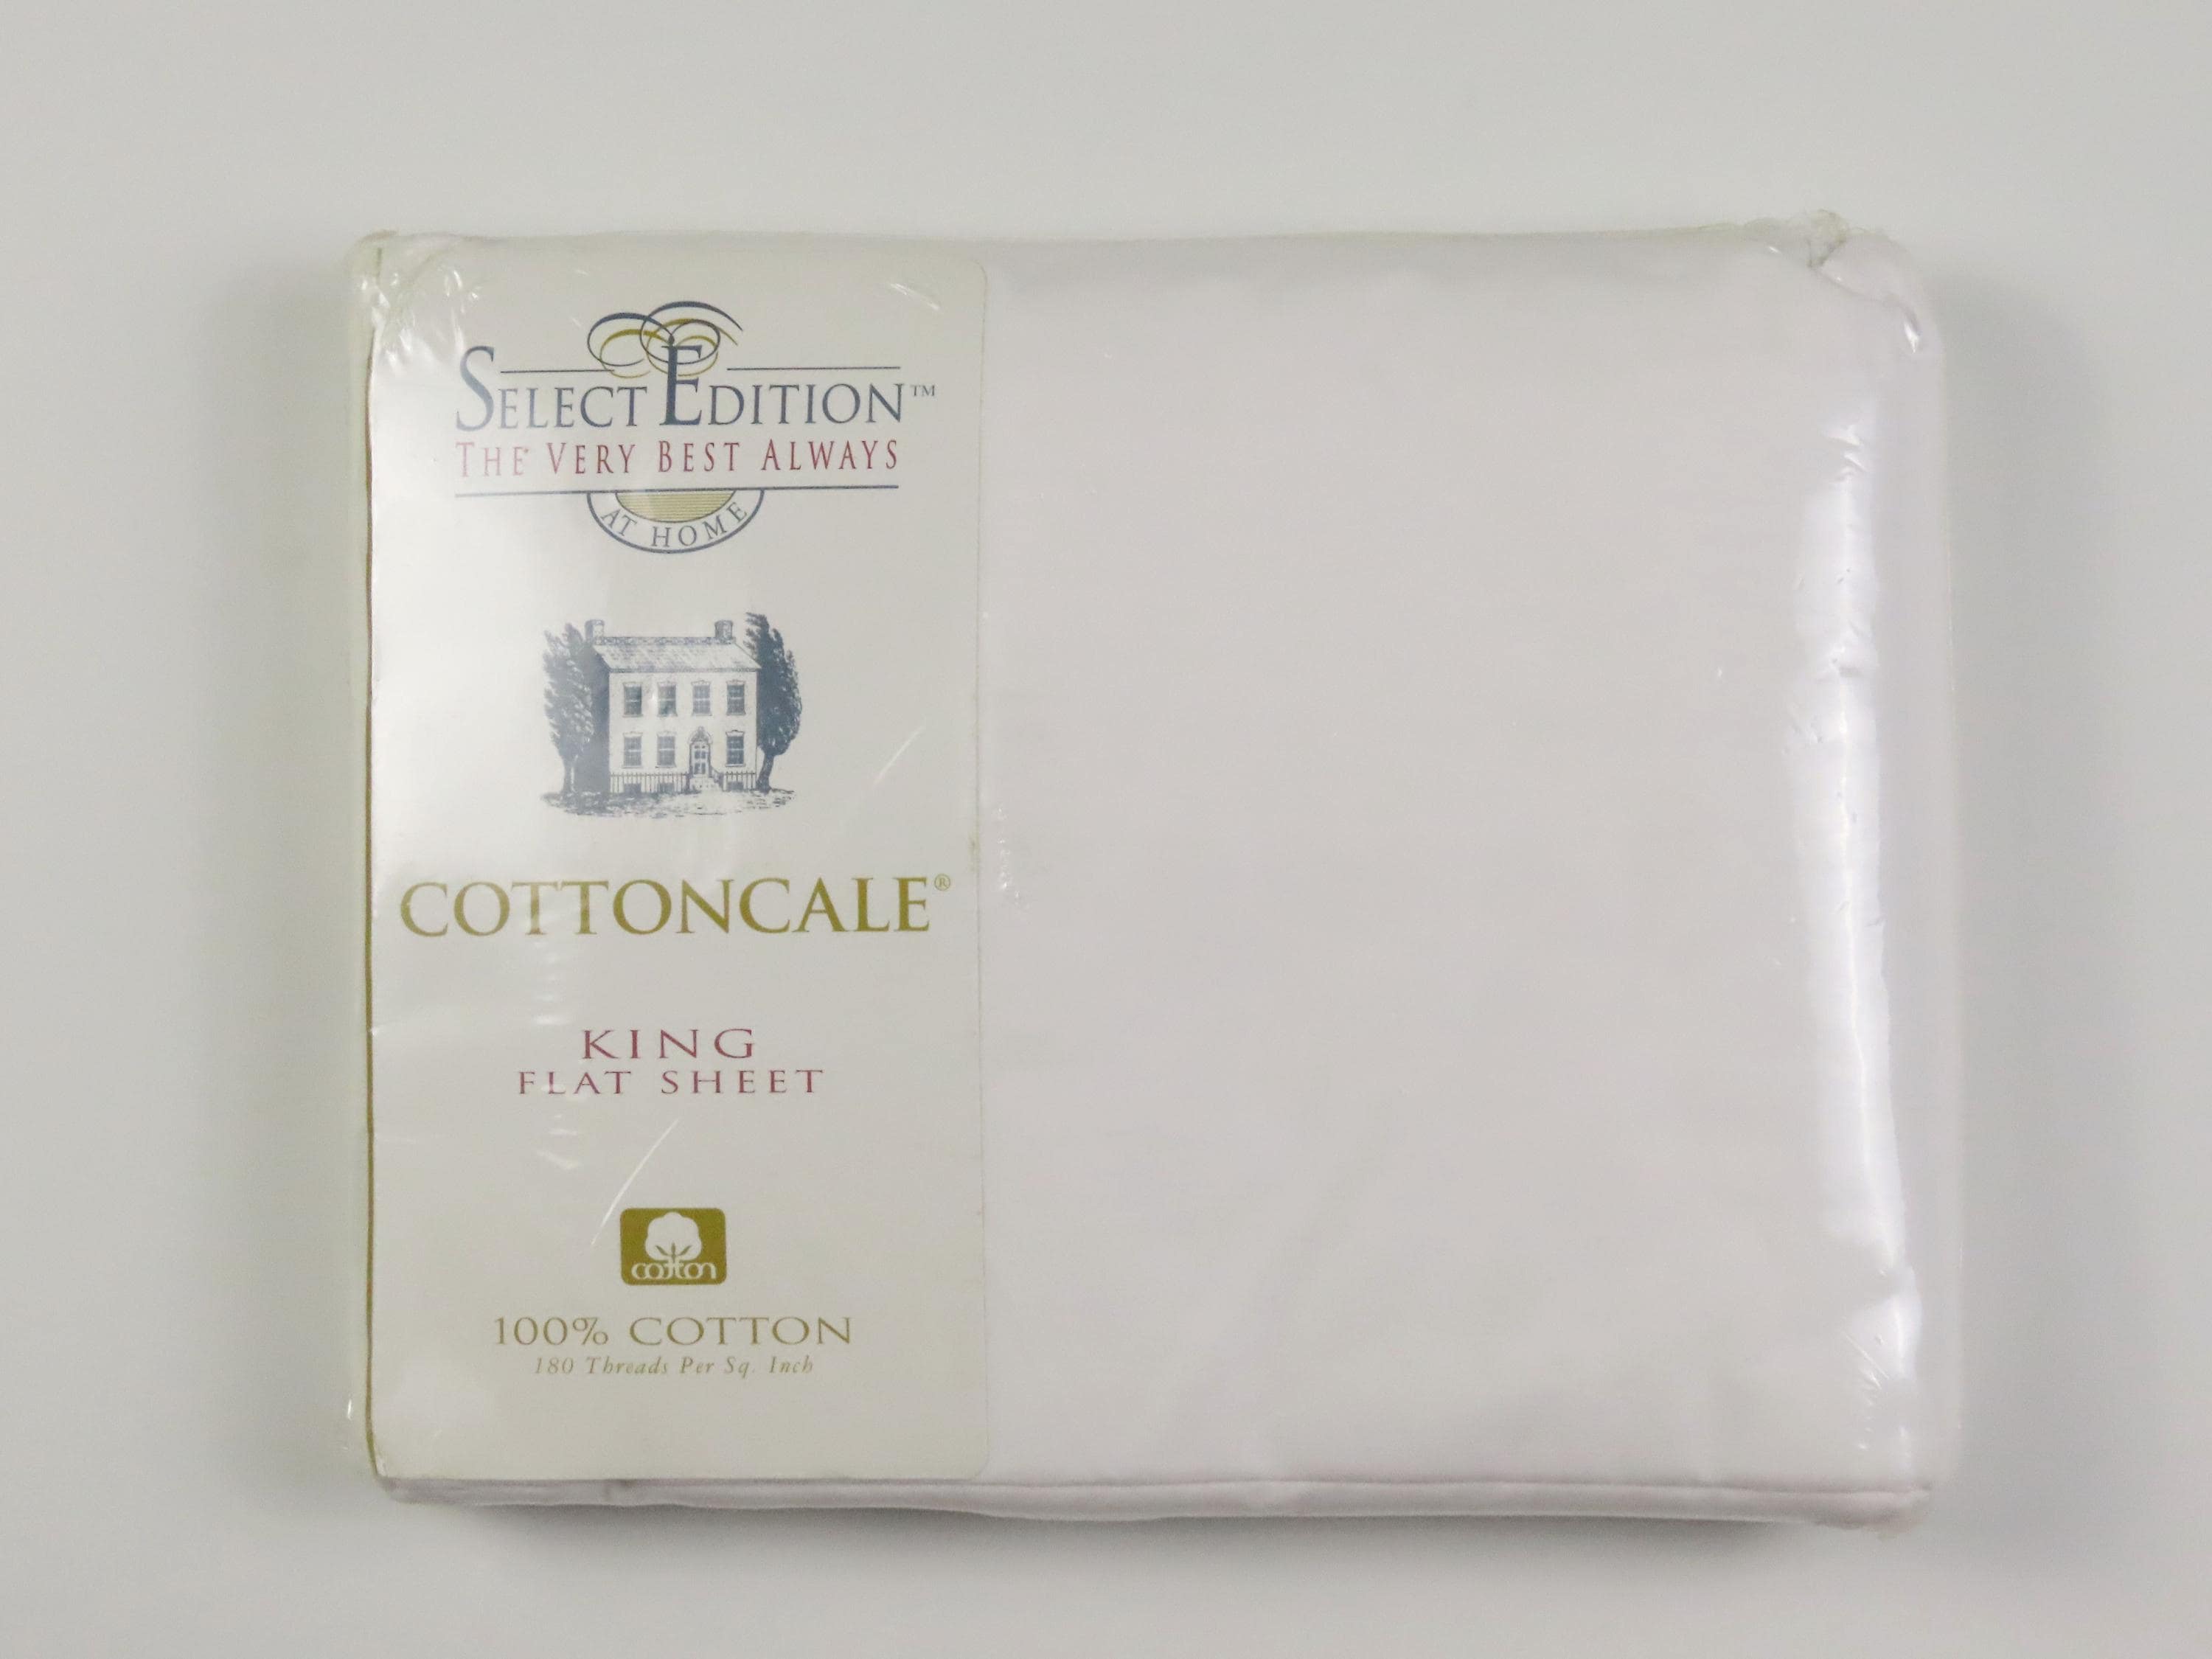 SELECT EDITION™
THE VERY BEST ALWAYS
AT HOME
COTTONCALE®
KING
FLAT SHEET
cotton
100% COTTON
180 Threads Per Sq. Inch